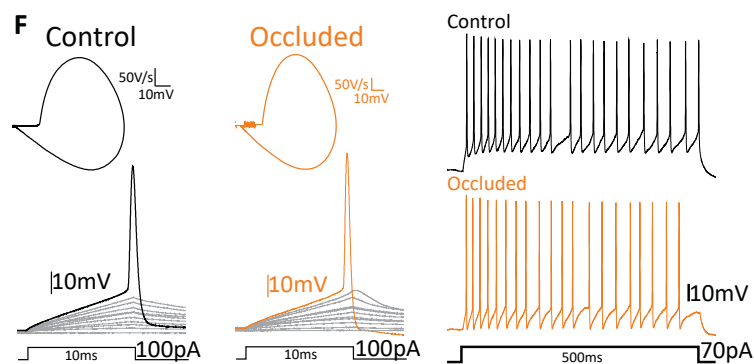 F
Control
50V/s
10mV
10mV
10ms
100pA
Occluded
50V/s
10mV
10mV
10ms
100pA
Control
Occluded
10mV
500ms
70pA